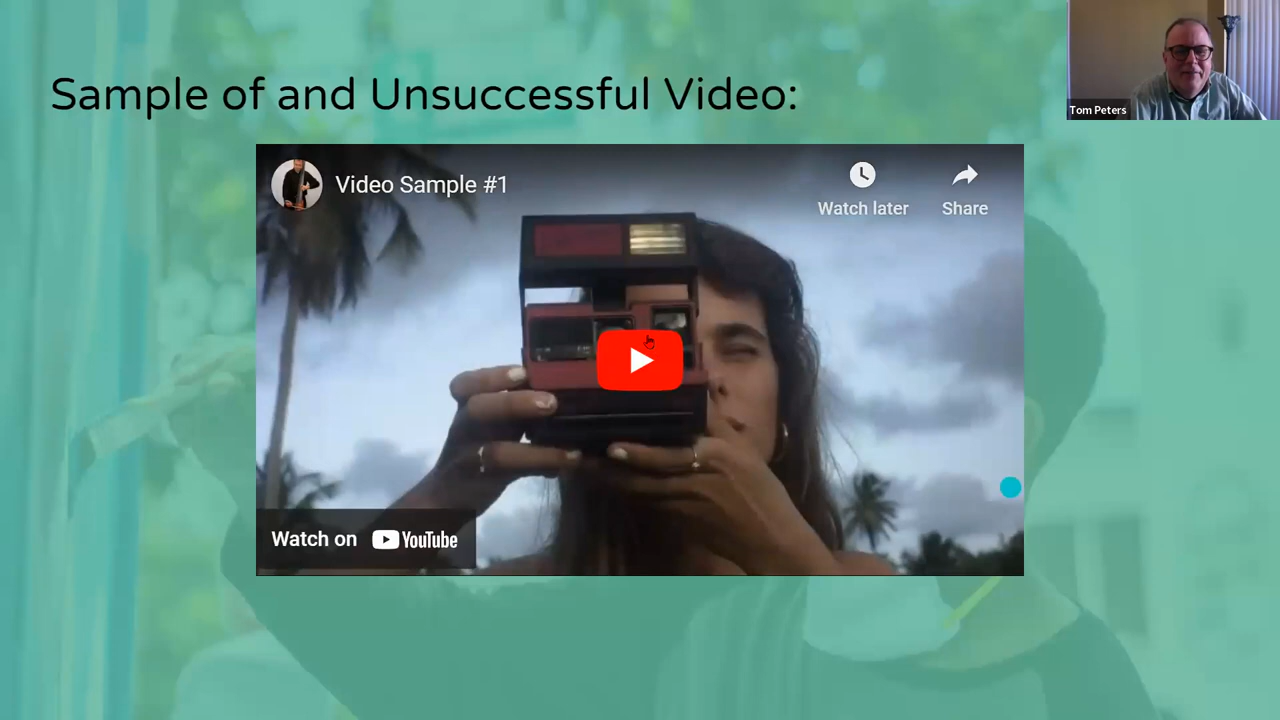 Sample of and Unsuccessful Video:
Tom Peters
Video Sample #1
Watch later
Share
Watch on YouTube